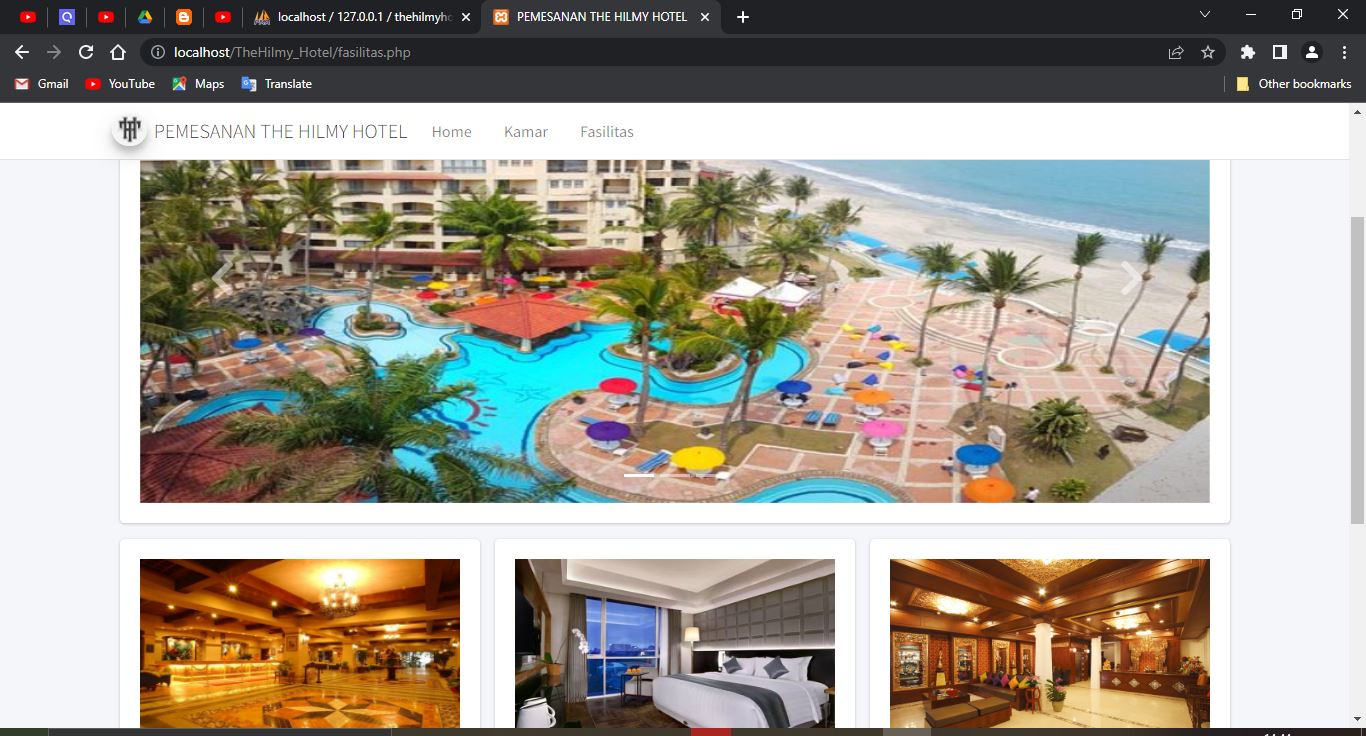 localhost / 127.0.0.1 / thehilmyho
PEMESANAN THE HILMY HOTEL
localhost/TheHilmy_Hotel/fasilitas.php
Gmail
YouTube
Maps
Translate
Other bookmarks
PEMESANAN THE HILMY HOTEL
Home
Kamar
Fasilitas